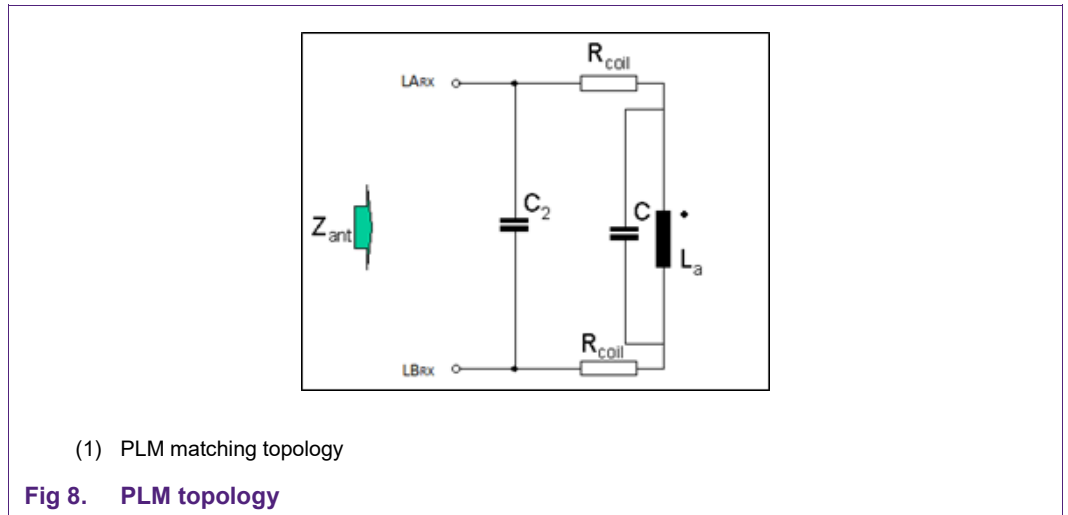 Rcoil
LARX
C2
C
Zant
La
Rcoil
LBRX
(1) PLM matching topology
Fig 8. PLM topology